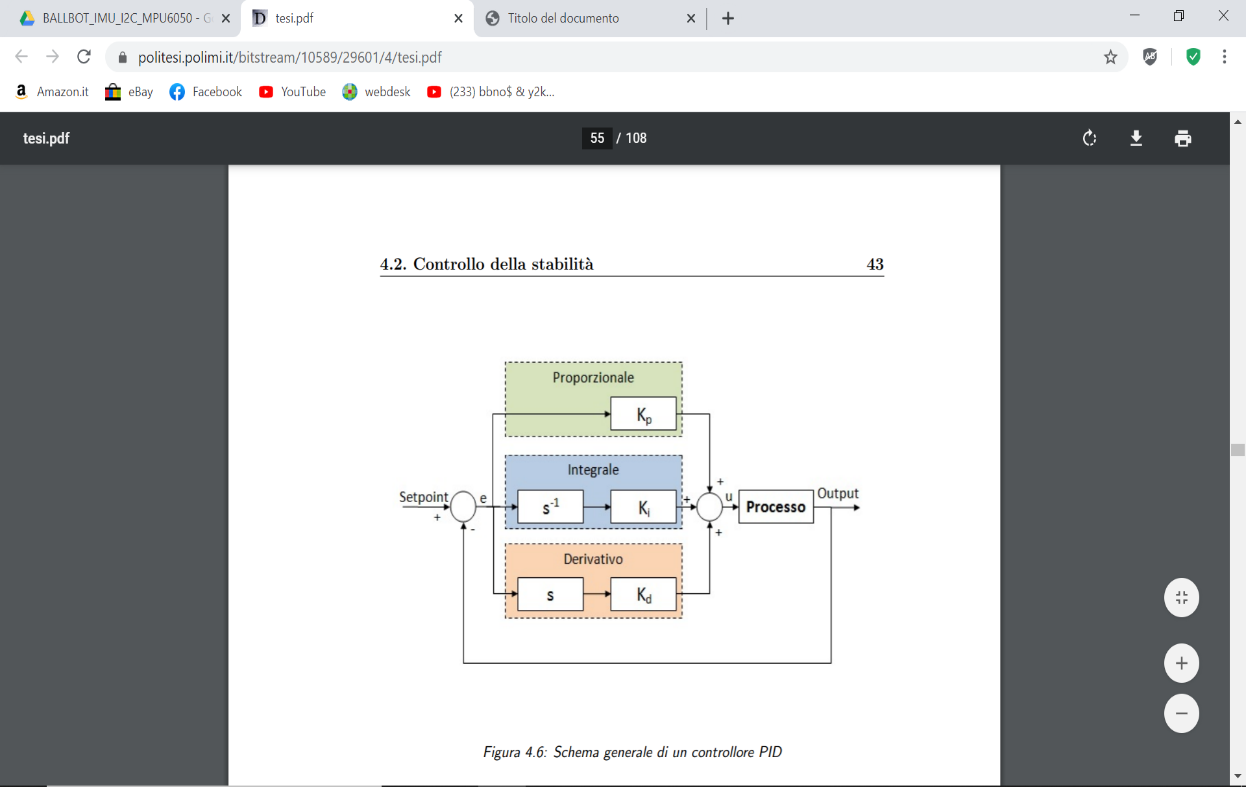 BALLBOT_IMU_I2C_MPU6050 - G
tesi.pdf
Titolo del documento
politesi.polimi.it/bitstream/10589/29601/4/tesi.pdf
Amazon.it
eBay
Facebook
YouTube
webdesk
(233) bbno$ & y2k...
tesi.pdf
55 / 108
4.2. Controllo della stabilità 43
Proporzionale
Kp
Integrale
s-1
Ki
Derivativo
s
Kd
Setpoint
+
-
e
+
+
+
u
Processo
Output
Figura 4.6: Schema generale di un controllore PID